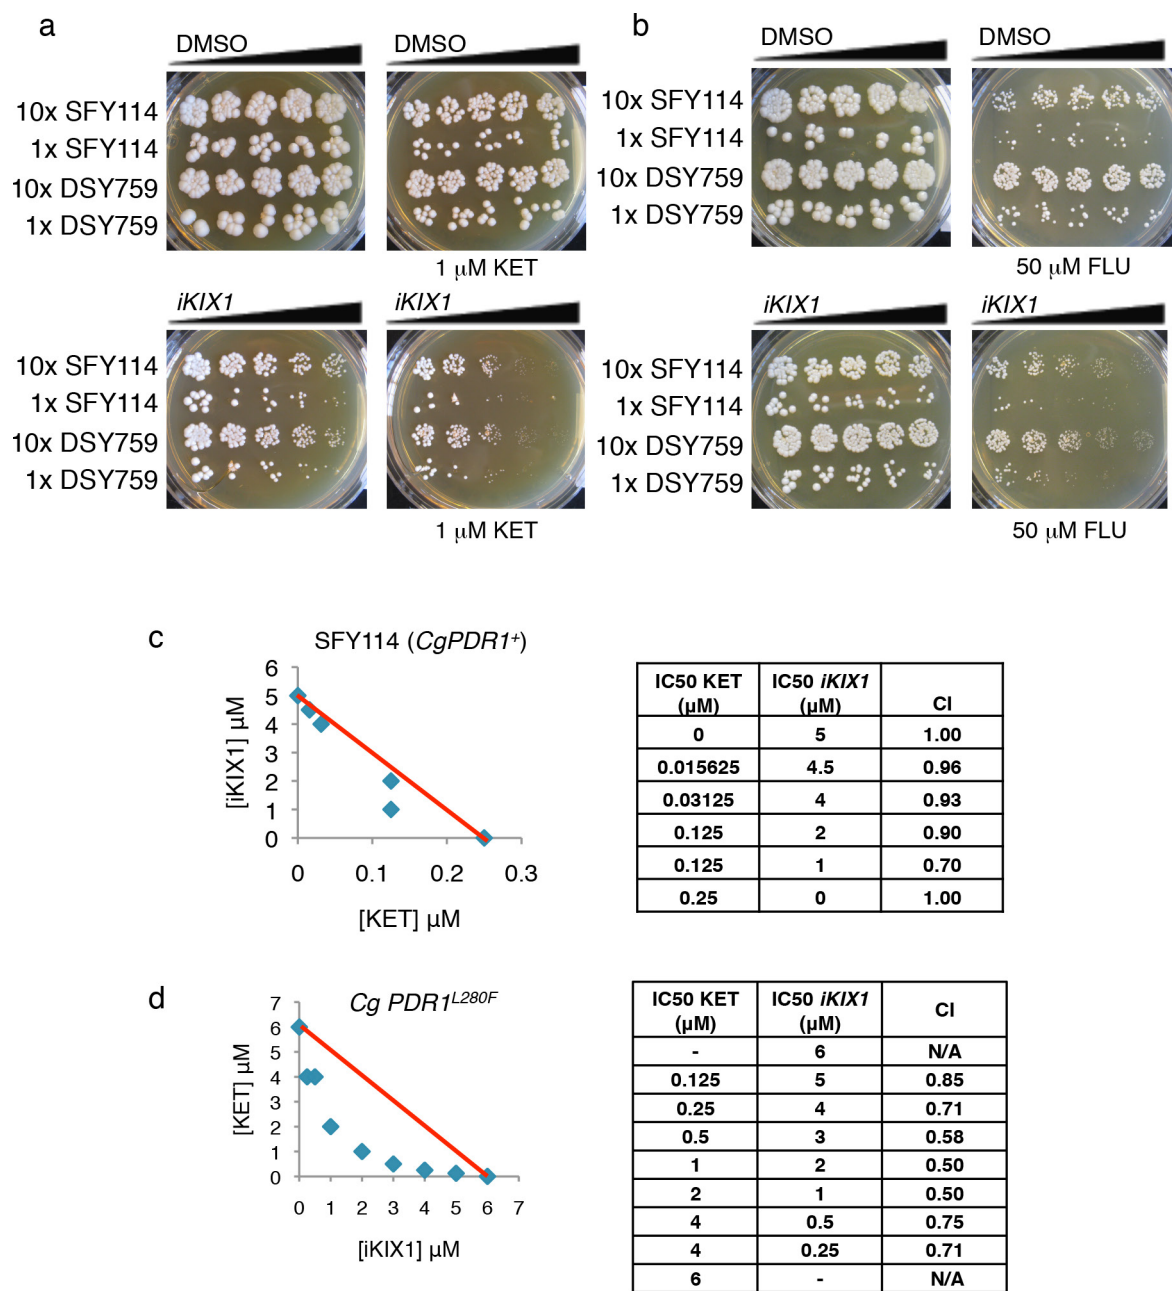 a
b
DMSO
DMSO
DMSO
DMSO
10x SFY114
1x SFY114
10x DSY759
1x DSY759
10x SFY114
1x SFY114
10x DSY759
1x DSY759
1 µM KET
50 µM FLU
iKIX1
iKIX1
iKIX1
iKIX1
10x SFY114
1x SFY114
10x DSY759
1x DSY759
10x SFY114
1x SFY114
10x DSY759
1x DSY759
1 µM KET
50 µM FLU
c
SFY114 (CgPDR1+)
[iKIX1] µM
6
5
4
3
2
1
0
0 0.1 0.2 0.3
[KET] µM
IC50 KET (µM) IC50 iKIX1 (µM) CI
0 5 1.00
0.015625 4.5 0.96
0.03125 4 0.93
0.125 2 0.90
0.125 1 0.70
0.25 0 1.00
d
Cg PDR1L280F
[KET] µM
7
6
5
4
3
2
1
0
0 1 2 3 4 5 6 7
[iKIX1] µM
IC50 KET (µM) IC50 iKIX1 (µM) CI
- 6 N/A
0.125 5 0.85
0.25 4 0.71
0.5 3 0.58
1 2 0.50
2 1 0.50
4 0.5 0.75
4 0.25 0.71
6 - N/A